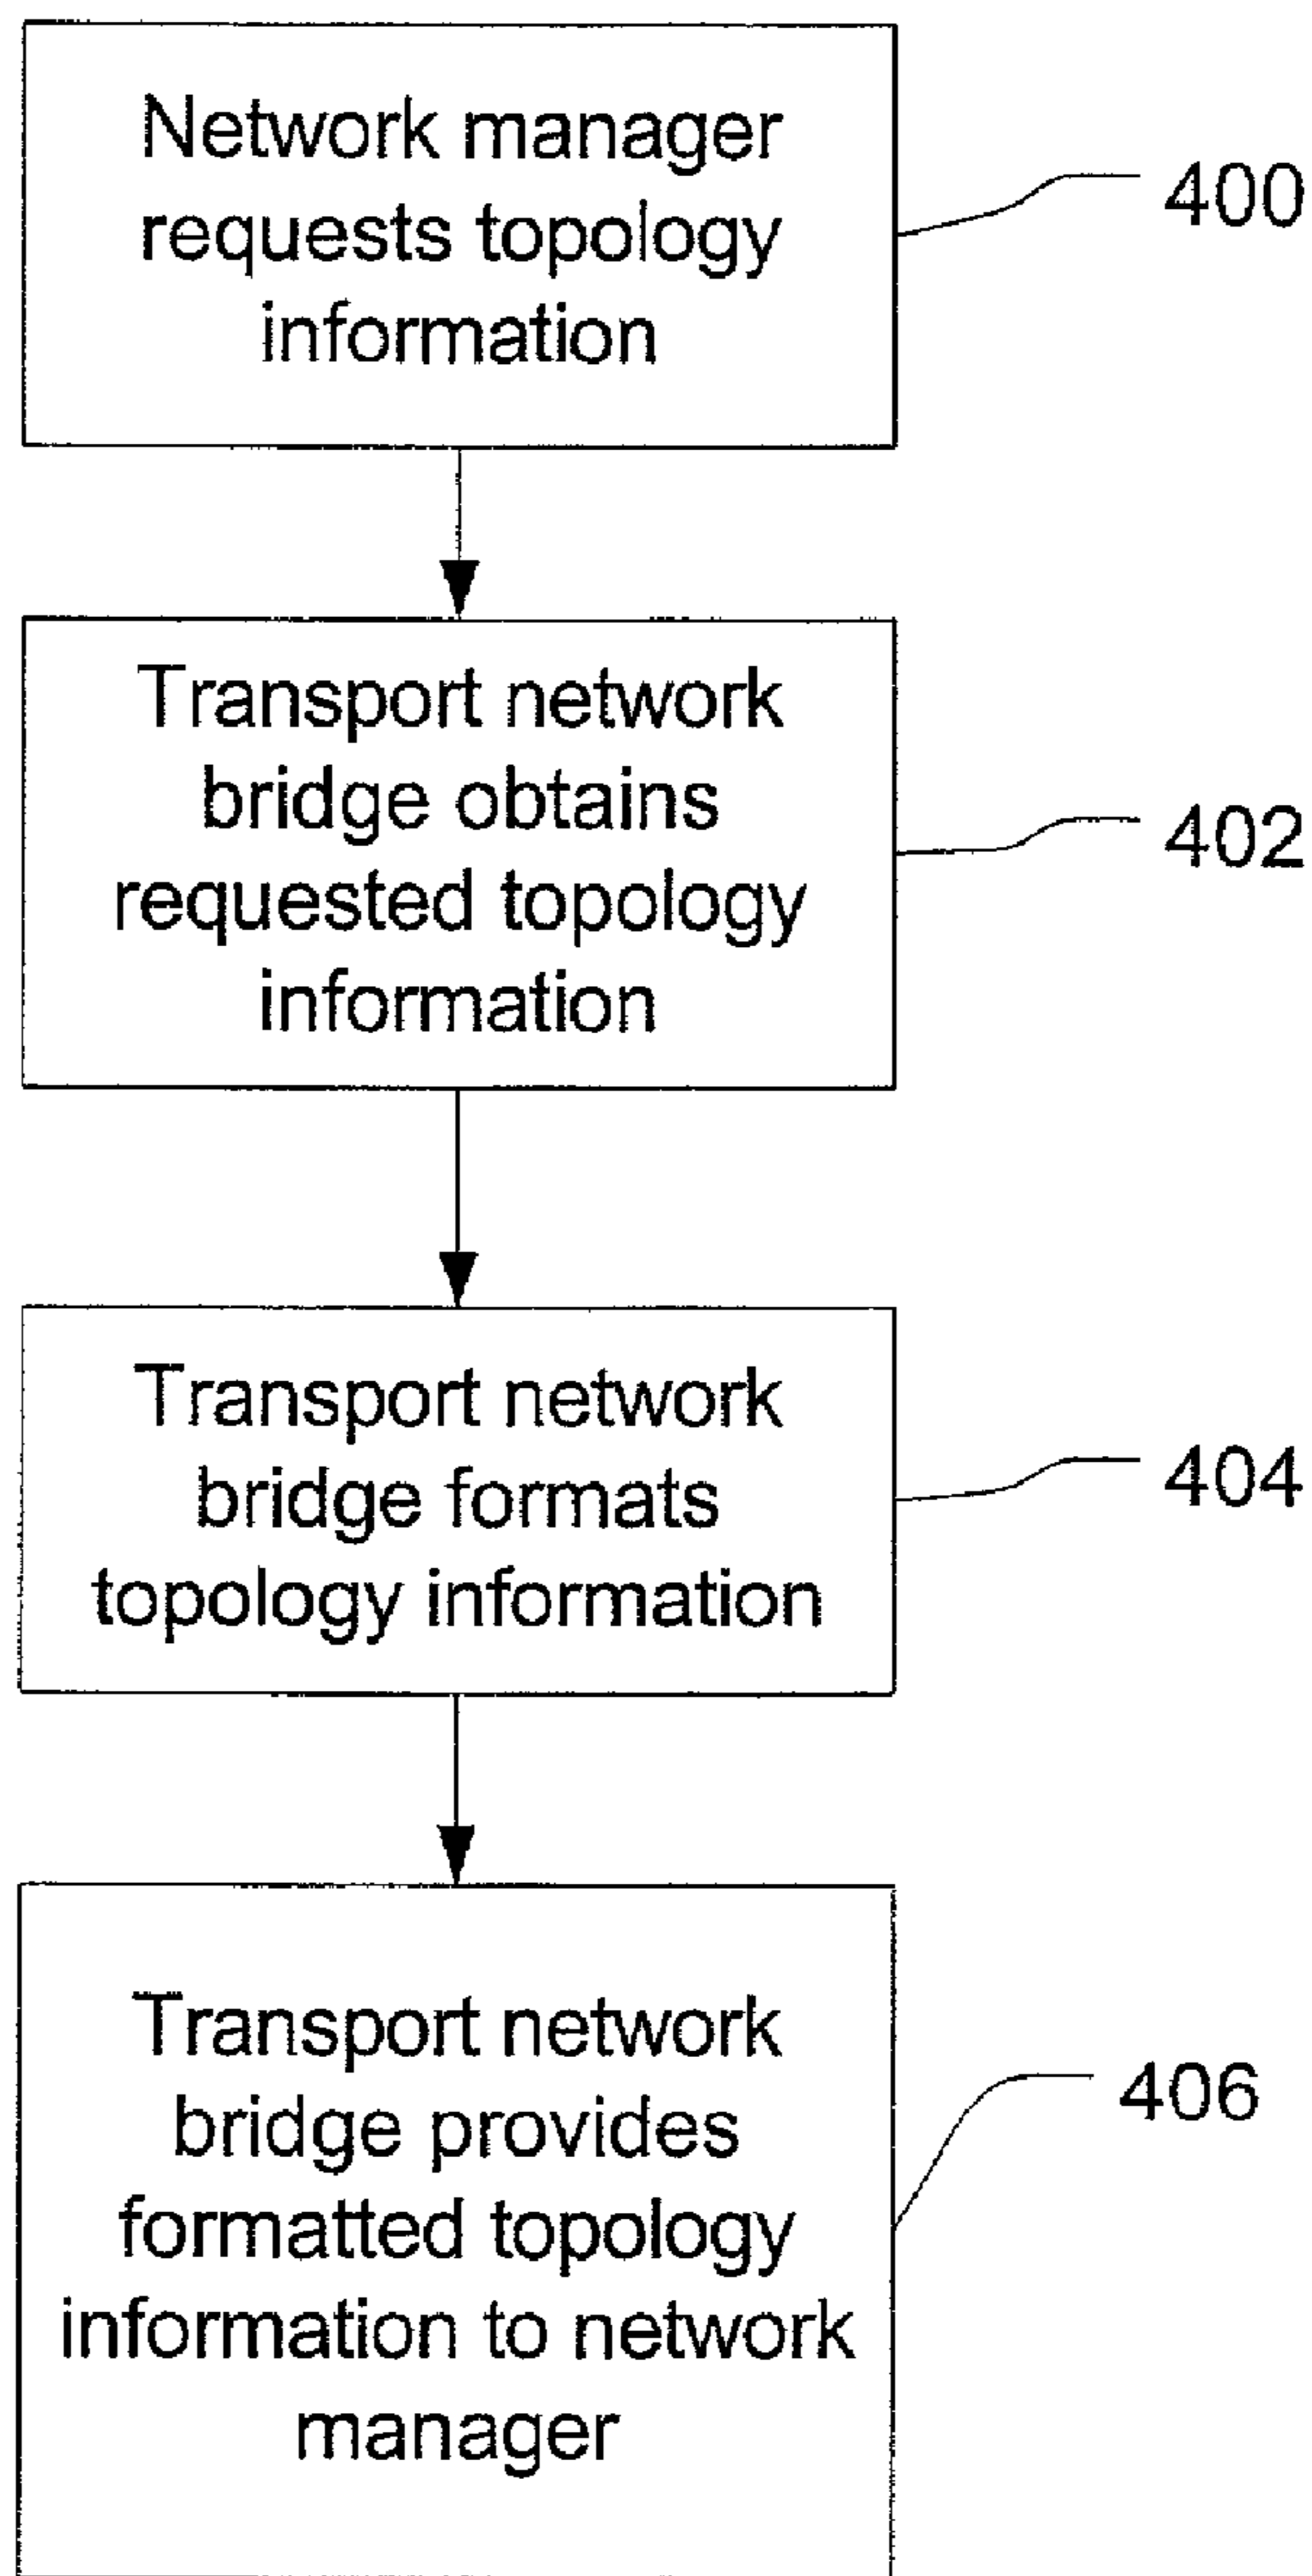 Network manager
requests topology
information
400
Transport network
bridge obtains
requested topology
information
402
Transport network
bridge formats
topology information
404
Transport network
bridge provides
formatted topology
information to network
manager
406